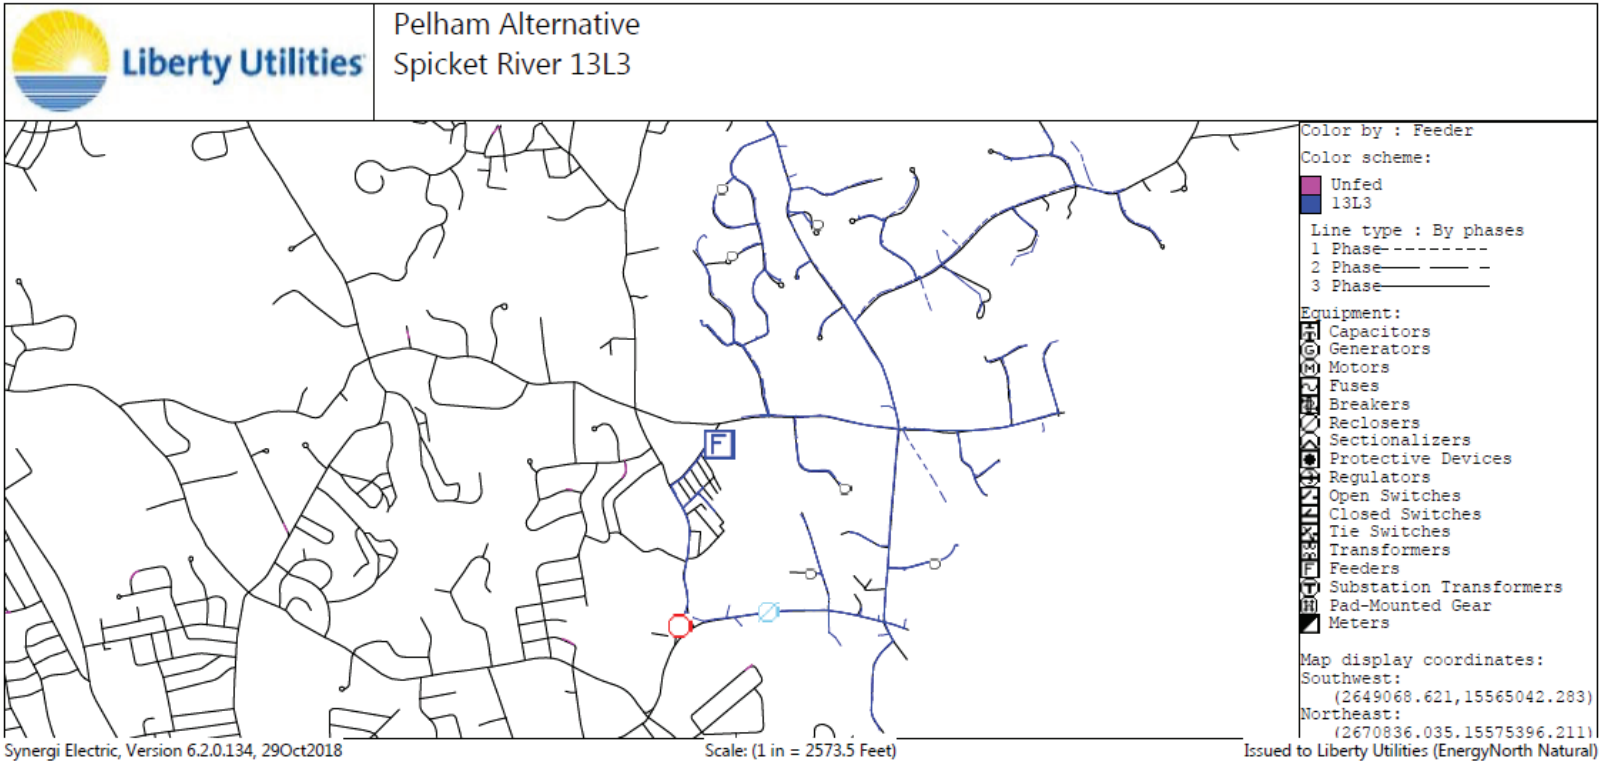 Liberty Utilities
Pelham Alternative
Spicket River 13L3
Color by : Feeder
Color scheme:
Unfed
13L3
Line type : By phases
1 Phase
2 Phase
3 Phase
Equipment:
Capacitors
G Generators
M Motors
Fuses
Breakers
Reclosers
Sectionalizers
Protective Devices
Regulators
Open Switches
Closed Switches
Tie Switches
Transformers
F Feeders
T Substation Transformers
Pad-Mounted Gear
Meters
Map display coordinates:
Southwest:
(2649068.621,15565042.283)
Northeast:
(2670836.035,15575396.211)
F
Synergi Electric, Version 6.2.0.134, 29Oct2018
Scale: (1 in = 2573.5 Feet)
Issued to Liberty Utilities (EnergyNorth Natural)